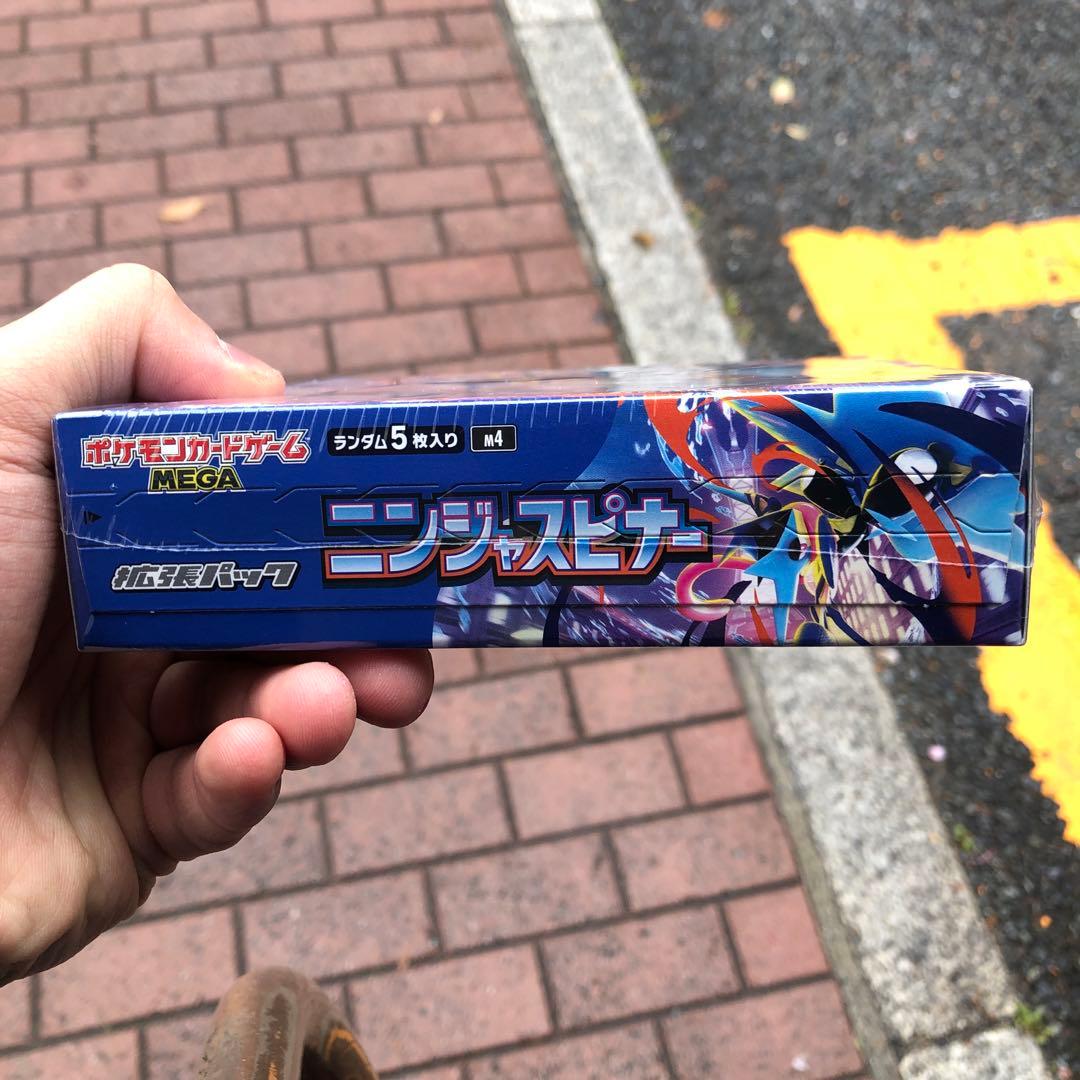 ポケモンカードゲーム
MEGA
ランダム5枚入り M4
ニンジャスピナー
拡張パック